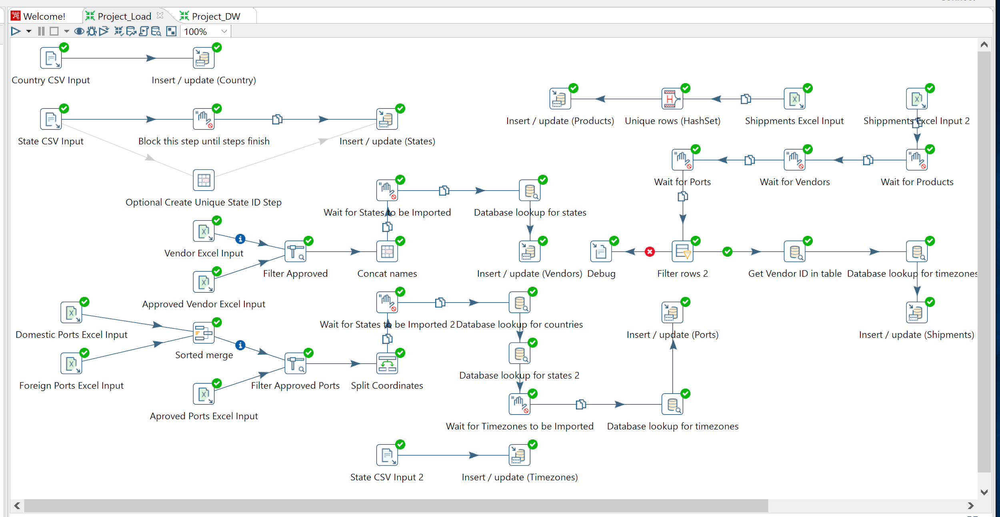 Welcome!
Project_Load
Project_DW
100%
Country CSV Input
Insert / update (Country)
Insert / update (Products)
Unique rows (HashSet)
Shippments Excel Input
Shippments Excel Input 2
State CSV Input
Block this step until steps finish
Insert / update (States)
Wait for Ports
Wait for Vendors
Wait for Products
Optional Create Unique State ID Step
Wait for States to be Imported
Database lookup for states
Vendor Excel Input
Filter Approved
Concat names
Insert / update (Vendors)
Debug
Filter rows 2
Get Vendor ID in table
Database lookup for timezones
Approved Vendor Excel Input
Wait for States to be Imported 2
Database lookup for countries
Insert / update (Ports)
Insert / update (Shipments)
Domestic Ports Excel Input
Sorted merge
Database lookup for states 2
Foreign Ports Excel Input
Filter Approved Ports
Split Coordinates
Aproved Ports Excel Input
Wait for Timezones to be Imported
Database lookup for timezones
State CSV Input 2
Insert / update (Timezones)